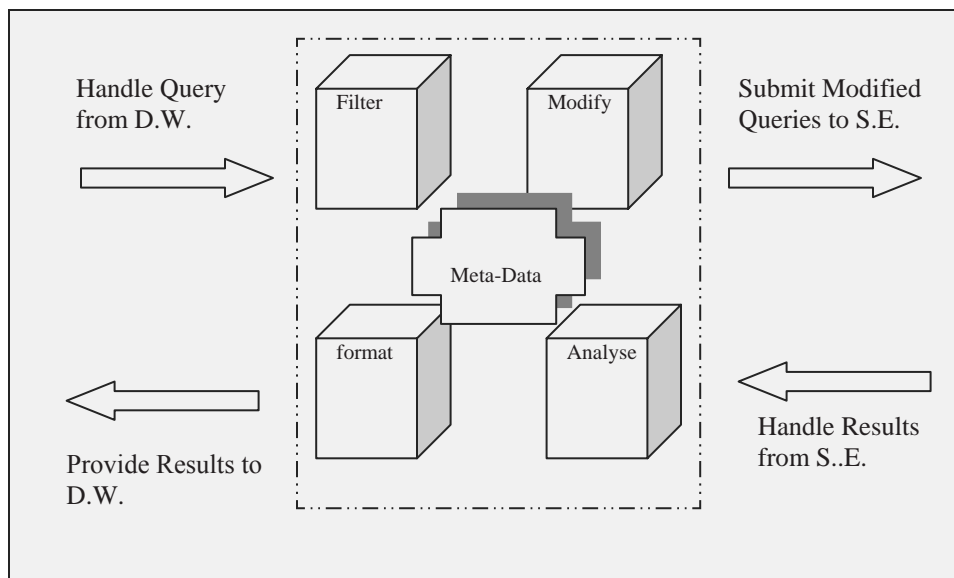 Handle Query
from D.W.
Filter
Modify
Submit Modified
Queries to S.E.
Meta-Data
format
Analyse
Provide Results to
D.W.
Handle Results
from S..E.